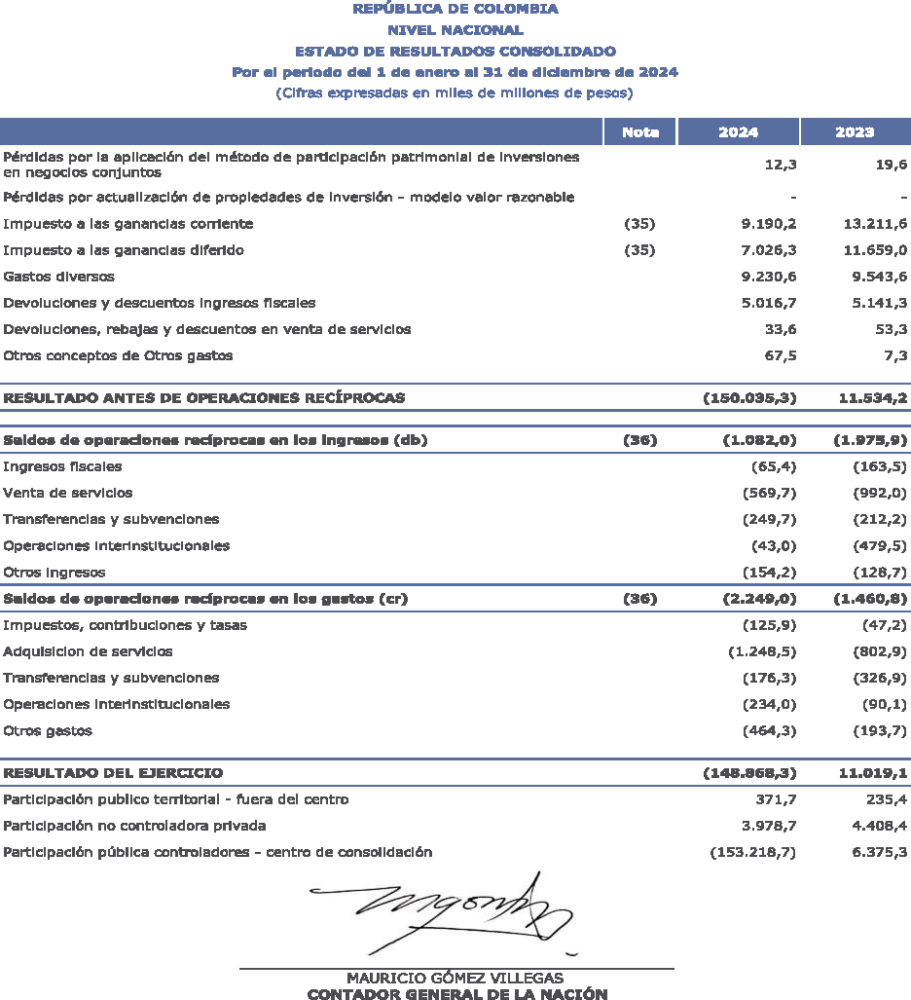 REPÚBLICA DE COLOMBIA
NIVEL NACIONAL
ESTADO DE RESULTADOS CONSOLIDADO
Por el periodo del 1 de enero al 31 de diciembre de 2024
(Cifras expresadas en miles de millones de pesos)
Nota 2024 2023
Pérdidas por la aplicación del método de participación patrimonial de inversiones
en negocios conjuntos 12,3 19,6
Pérdidas por actualización de propiedades de inversión – modelo valor razonable - -
Impuesto a las ganancias corriente (35) 9.190,2 13.211,6
Impuesto a las ganancias diferido (35) 7.026,3 11.659,0
Gastos diversos 9.230,6 9.543,6
Devoluciones y descuentos ingresos fiscales 5.016,7 5.141,3
Devoluciones, rebajas y descuentos en venta de servicios 33,6 53,3
Otros conceptos de Otros gastos 67,5 7,3
RESULTADO ANTES DE OPERACIONES RECÍPROCAS (150.035,3) 11.534,2
Saldos de operaciones recíprocas en los ingresos (db) (36) (1.082,0) (1.975,9)
Ingresos fiscales (65,4) (163,5)
Venta de servicios (569,7) (992,0)
Transferencias y subvenciones (249,7) (212,2)
Operaciones interinstitucionales (43,0) (479,5)
Otros ingresos (154,2) (128,7)
Saldos de operaciones recíprocas en los gastos (cr) (36) (2.249,0) (1.460,8)
Impuestos, contribuciones y tasas (125,9) (47,2)
Adquisicion de servicios (1.248,5) (802,9)
Transferencias y subvenciones (176,3) (326,9)
Operaciones interinstitucionales (234,0) (90,1)
Otros gastos (464,3) (193,7)
RESULTADO DEL EJERCICIO (148.868,3) 11.019,1
Participación publico territorial - fuera del centro 371,7 235,4
Participación no controladora privada 3.978,7 4.408,4
Participación pública controladores – centro de consolidación (153.218,7) 6.375,3
MAURICIO GÓMEZ VILLEGAS
CONTADOR GENERAL DE LA NACIÓN